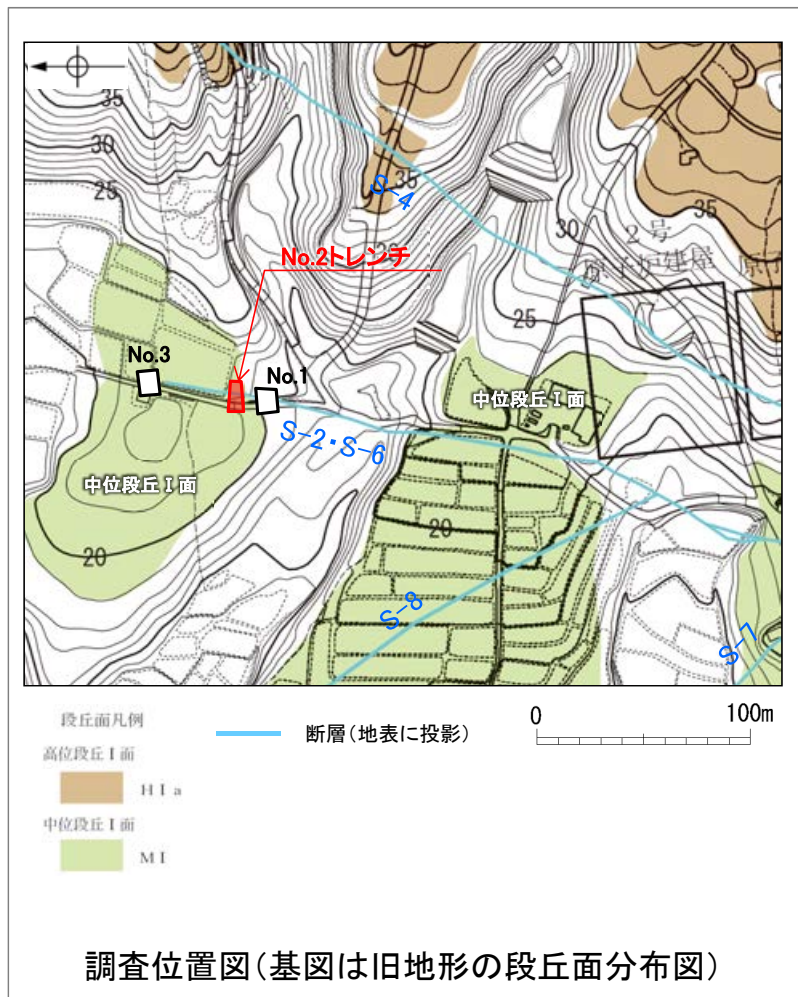 35
30
25
S-4
35
25
30
35
2号
原子炉建屋
原子
No.2トレンチ
25
No.3
No.1
中位段丘Ⅰ面
S-2・S-6
中位段丘Ⅰ面
20
20
S-8
S-7
段丘面凡例
高位段丘Ⅰ面
HⅠa
中位段丘Ⅰ面
MⅠ
断層(地表に投影)
0 100m
調査位置図(基図は旧地形の段丘面分布図)